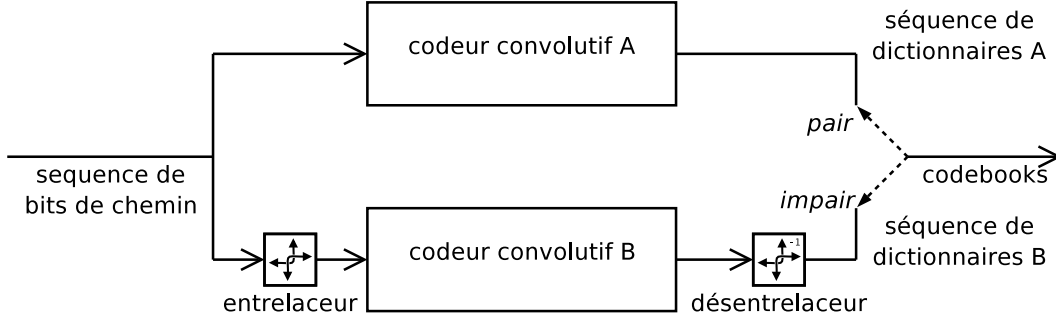 codeur convolutif A
séquence de
dictionnaires A
pair
sequence de
bits de chemin
codebooks
impair
codeur convolutif B
-1
séquence de
dictionnaires B
entrelaceur
désentrelaceur